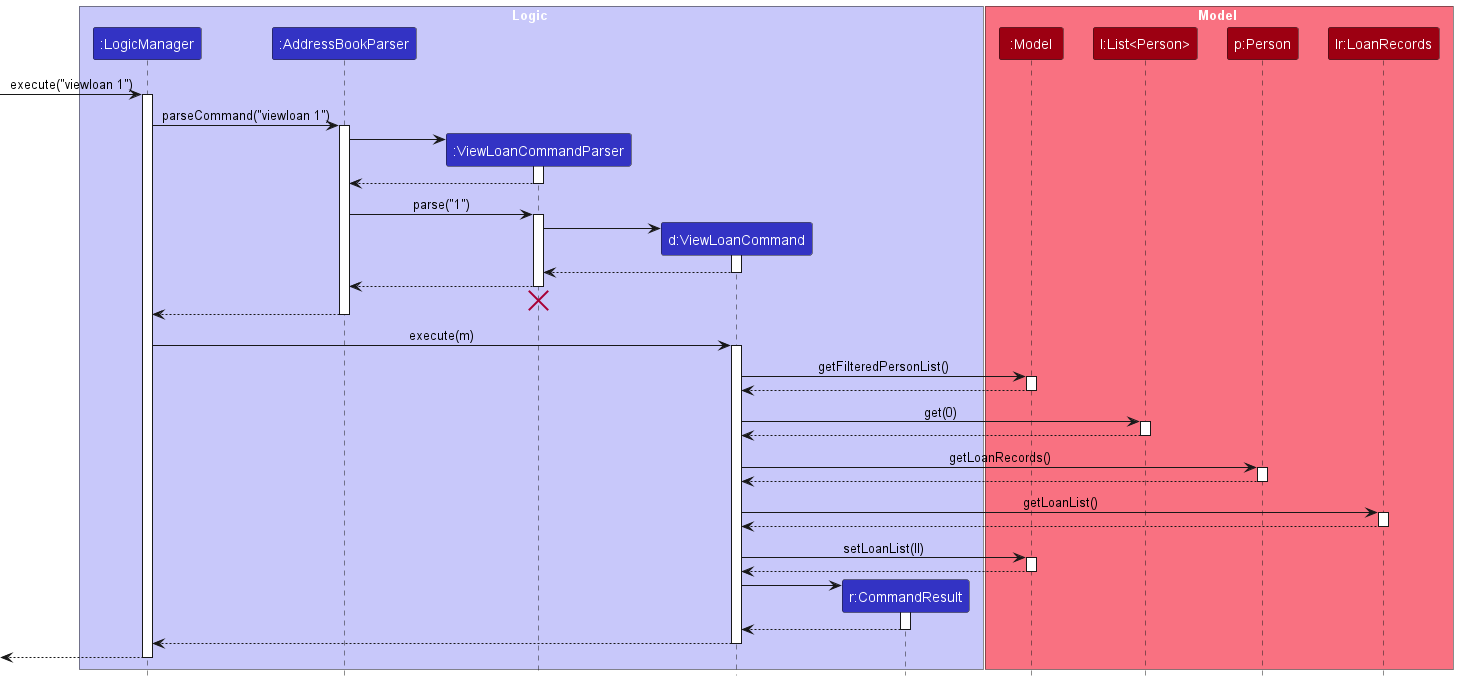 Logic
Model
:LogicManager
:AddressBookParser
:Model
l:List<Person>
p:Person
lr:LoanRecords
execute("viewloan 1")
parseCommand("viewloan 1")
:ViewLoanCommandParser
parse("1")
d:ViewLoanCommand
execute(m)
getFilteredPersonList()
get(0)
getLoanRecords()
getLoanList()
setLoanList(ll)
r:CommandResult